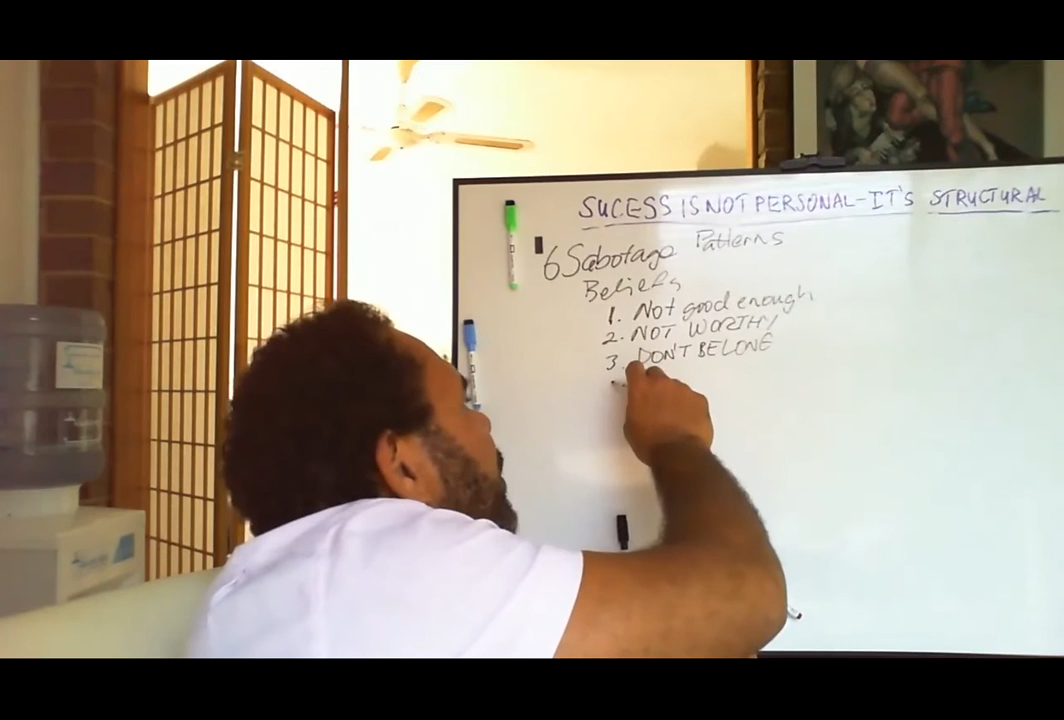 SUCESS IS NOT PERSONAL-IT'S STRUCTURAL
6 Sabotage Patterns
Beliefs
1. Not good enough
2. NOT WORTHY
3. DON'T BELONG